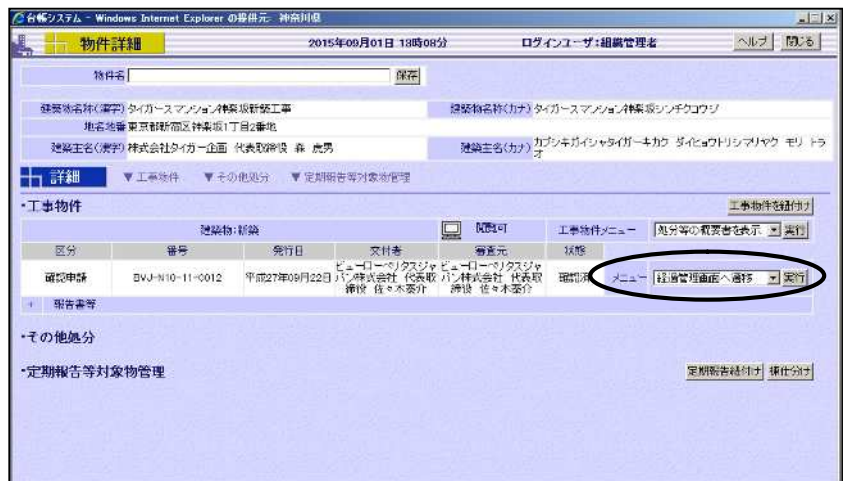 台帳システム - Windows Internet Explorer の提供元: 神奈川県
物件詳細 2015年09月01日 18時08分 ログインユーザ:組織管理者 ヘルプ 閉じる
物件名 保存
建築物名称(漢字) タイガースマンション神楽坂新築工事 建築物名称(カナ) タイガースマンション神楽坂シンチクコウジ
地名地番 東京都新宿区神楽坂1丁目2番地
建築主名(漢字) 株式会社タイガー企画 代表取締役 森 虎男 建築主名(カナ) カブシキガイシャタイガーキカク ダイヒョウトリシマリヤク モリ トラ
オ
詳細 ▼ 工事物件 ▼ その他処分 ▼ 定期報告等対象物管理
・工事物件 工事物件を紐付け
建築物:新築 閲覧可 工事物件メニュー 処分等の概要書を表示 実行
区分 番号 発行日 交付者 審査元 状態
確認申請 BVJ-N10-11-0012 平成27年09月22日 ビューローベリタスジャパン株式会社 代表取締役 佐々木泰介 ビューローベリタスジャパン株式会社 代表取締役 佐々木泰介 確認済 メニュー 経過管理画面へ遷移 実行
+ 報告書等
・その他処分
・定期報告等対象物管理 定期報告紐付け 棟仕分け